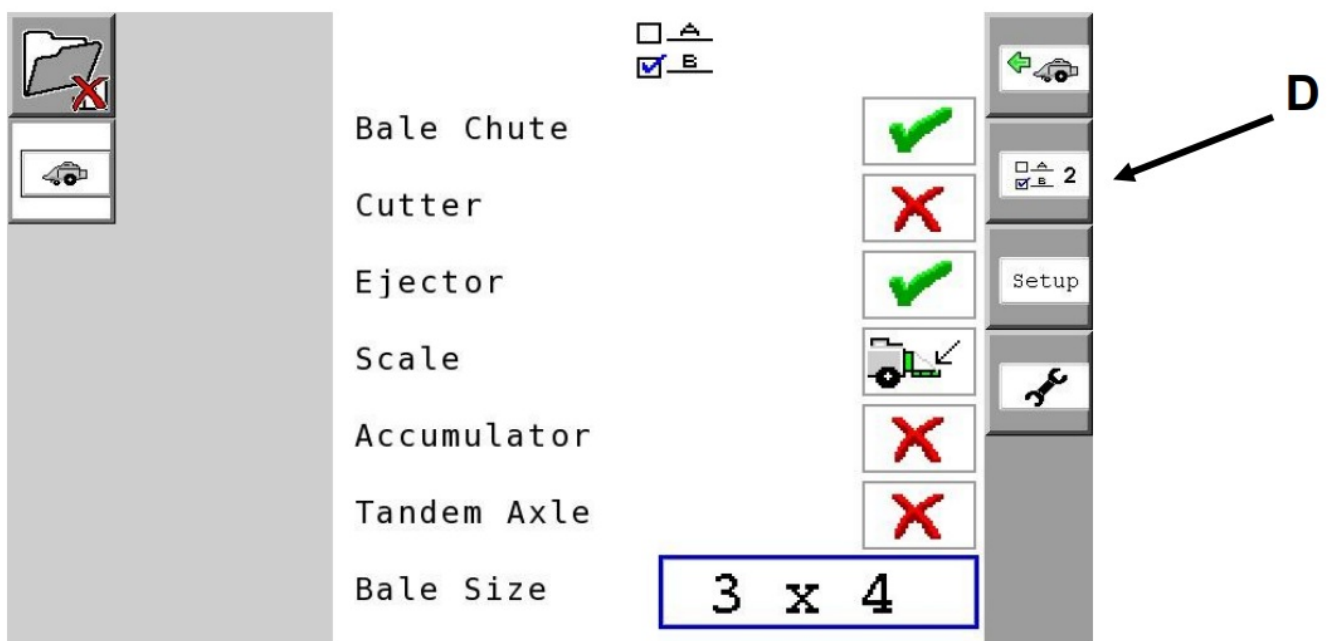 A
B
Bale Chute
Cutter
Ejector
Scale
Accumulator
Tandem Axle
Bale Size 3 x 4
A
B 2
Setup
D